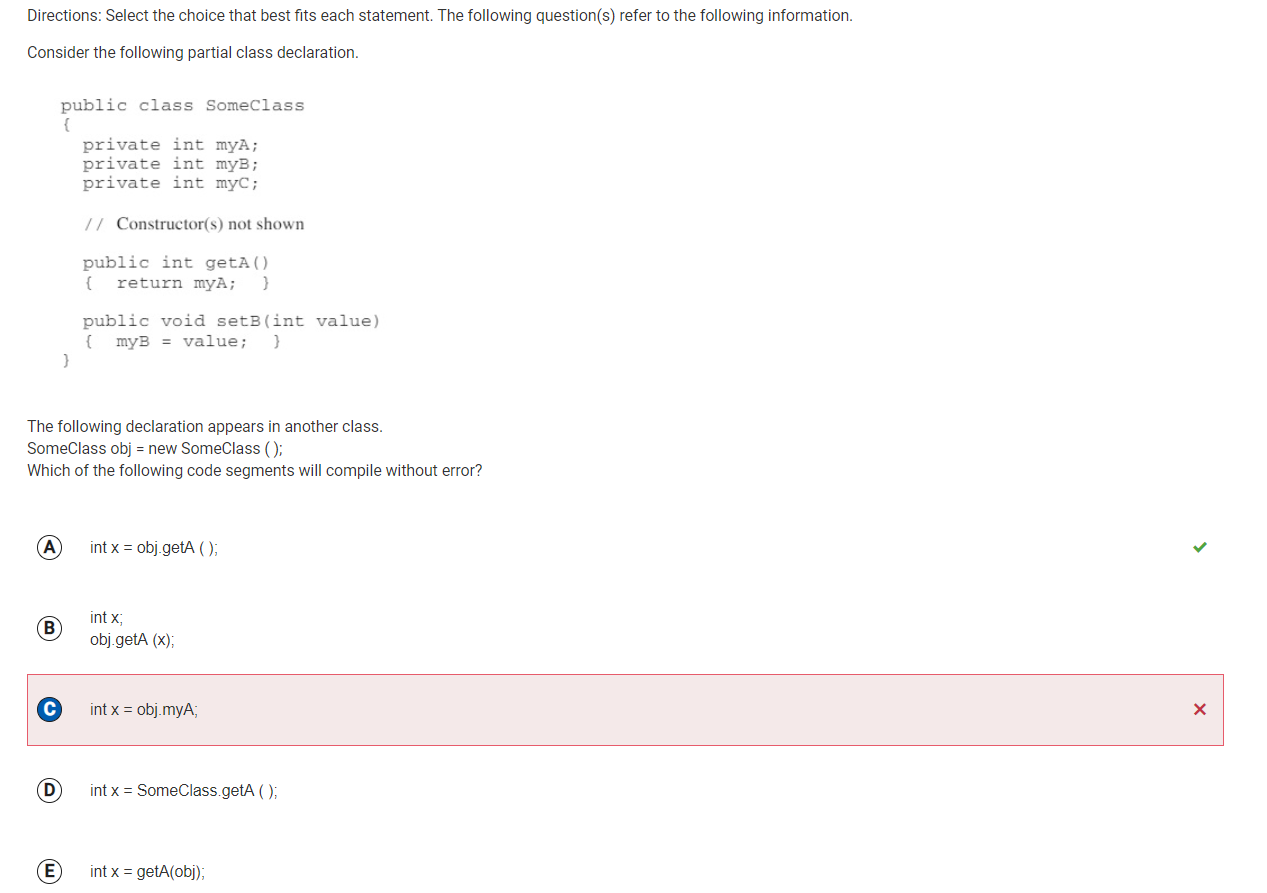 Directions: Select the choice that best fits each statement. The following question(s) refer to the following information.
Consider the following partial class declaration.
public class SomeClass
{
private int myA;
private int myB;
private int myC;
// Constructor(s) not shown
public int getA()
{ return myA; }
public void setB(int value)
{ myB = value; }
}
The following declaration appears in another class.
SomeClass obj = new SomeClass ( );
Which of the following code segments will compile without error?
A int x = obj.getA ( );
int x;
B
obj.getA (x);
C int x = obj.myA;
D int x = SomeClass.getA ( );
E int x = getA(obj);